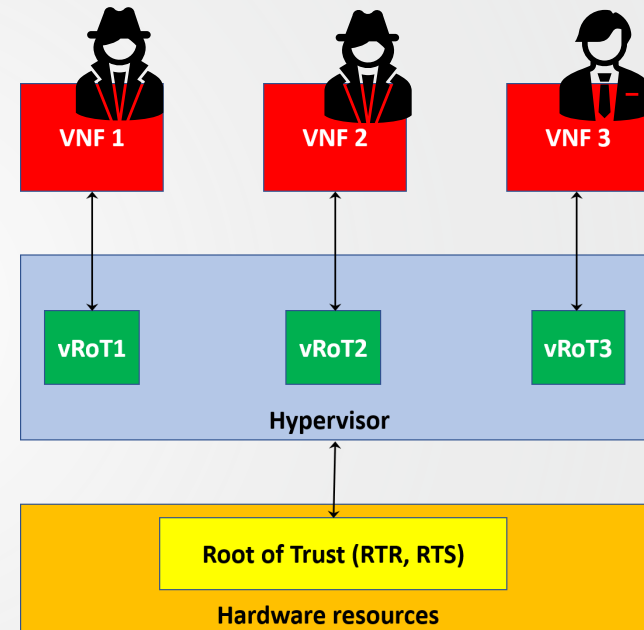 VNF 1
VNF 2
VNF 3
vRoT1
vRoT2
vRoT3
Hypervisor
Root of Trust (RTR, RTS)
Hardware resources